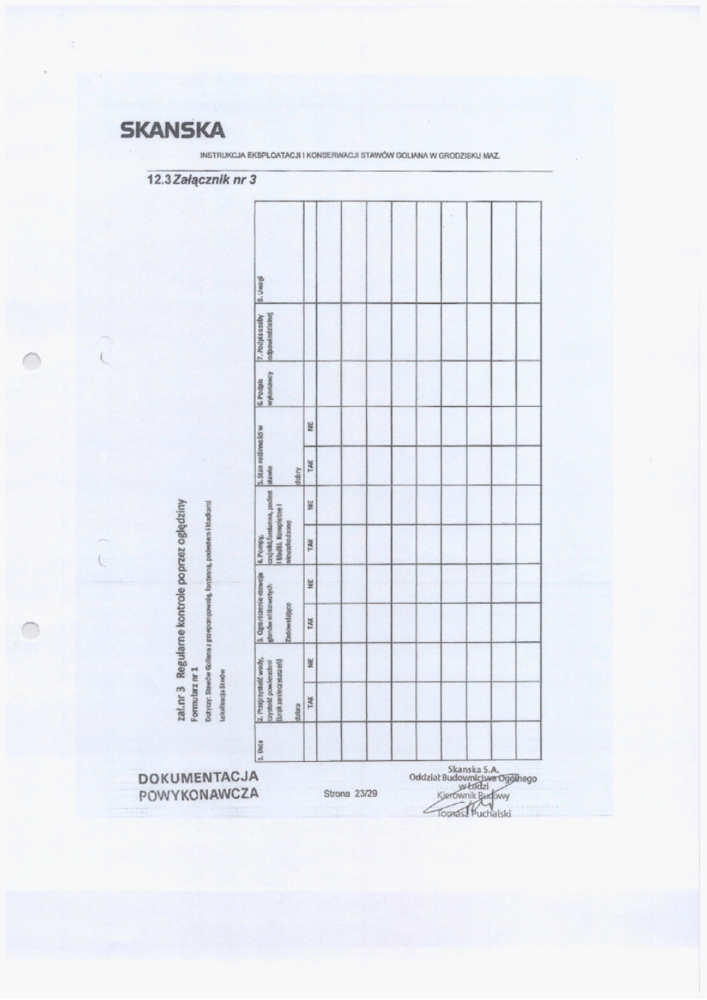 SKANSKA
INSTRUKCJA EKSPLOATACJI I KONSERWACJI STAWÓW GOLIANA W GRODZISKU MAZ.
12.3 Załącznik nr 3
zał.nr 3 Regularne kontrole poprzez oględziny
Formularz nr 1
Dotyczy: Stawów Goliana z przepompownią, fontanną, podestem i kładkami
Lokalizacja Stwów
1. Data
2. Przejrzystość wody,
czystość powierzchni
(brak zanieczyszczeń)
dobra
TAK
NIE
3. Ograniczenie rozwoju
glonów nitkowatych
Zadowalające
TAK
NIE
4. Pompy,
czujniki,fontanna, podest
i kładki. Kompletne i
nieuszkodzone
TAK
NIE
5. Stan roślinności w
stawie
dobry
TAK
NIE
6. Podpis
wykonawcy
7. Podpis osoby
odpowiedzialnej
8. Uwagi
DOKUMENTACJA
POWYKONAWCZA
Strona 23/29
Skanska S.A.
Oddział Budownictwa Ogólnego
w Łodzi
Kierownik Budowy
Tomasz Puchalski